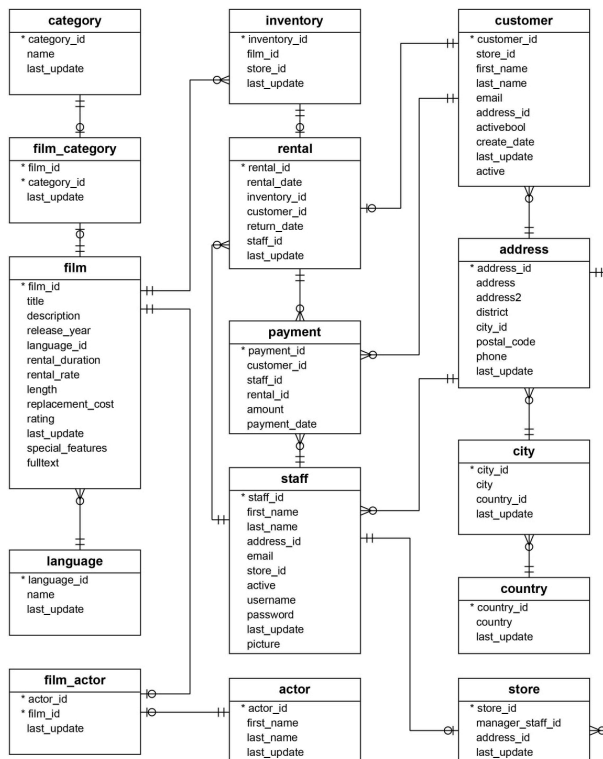 category
* category_id
name
last_update
film_category
* film_id
* category_id
last_update
film
* film_id
title
description
release_year
language_id
rental_duration
rental_rate
length
replacement_cost
rating
last_update
special_features
fulltext
language
* language_id
name
last_update
film_actor
* actor_id
* film_id
last_update
inventory
* inventory_id
film_id
store_id
last_update
rental
* rental_id
rental_date
inventory_id
customer_id
return_date
staff_id
last_update
payment
* payment_id
customer_id
staff_id
rental_id
amount
payment_date
staff
* staff_id
first_name
last_name
address_id
email
store_id
active
username
password
last_update
picture
actor
* actor_id
first_name
last_name
last_update
customer
* customer_id
store_id
first_name
last_name
email
address_id
activebool
create_date
last_update
active
address
* address_id
address
address2
district
city_id
postal_code
phone
last_update
city
* city_id
city
country_id
last_update
country
* country_id
country
last_update
store
* store_id
manager_staff_id
address_id
last_update